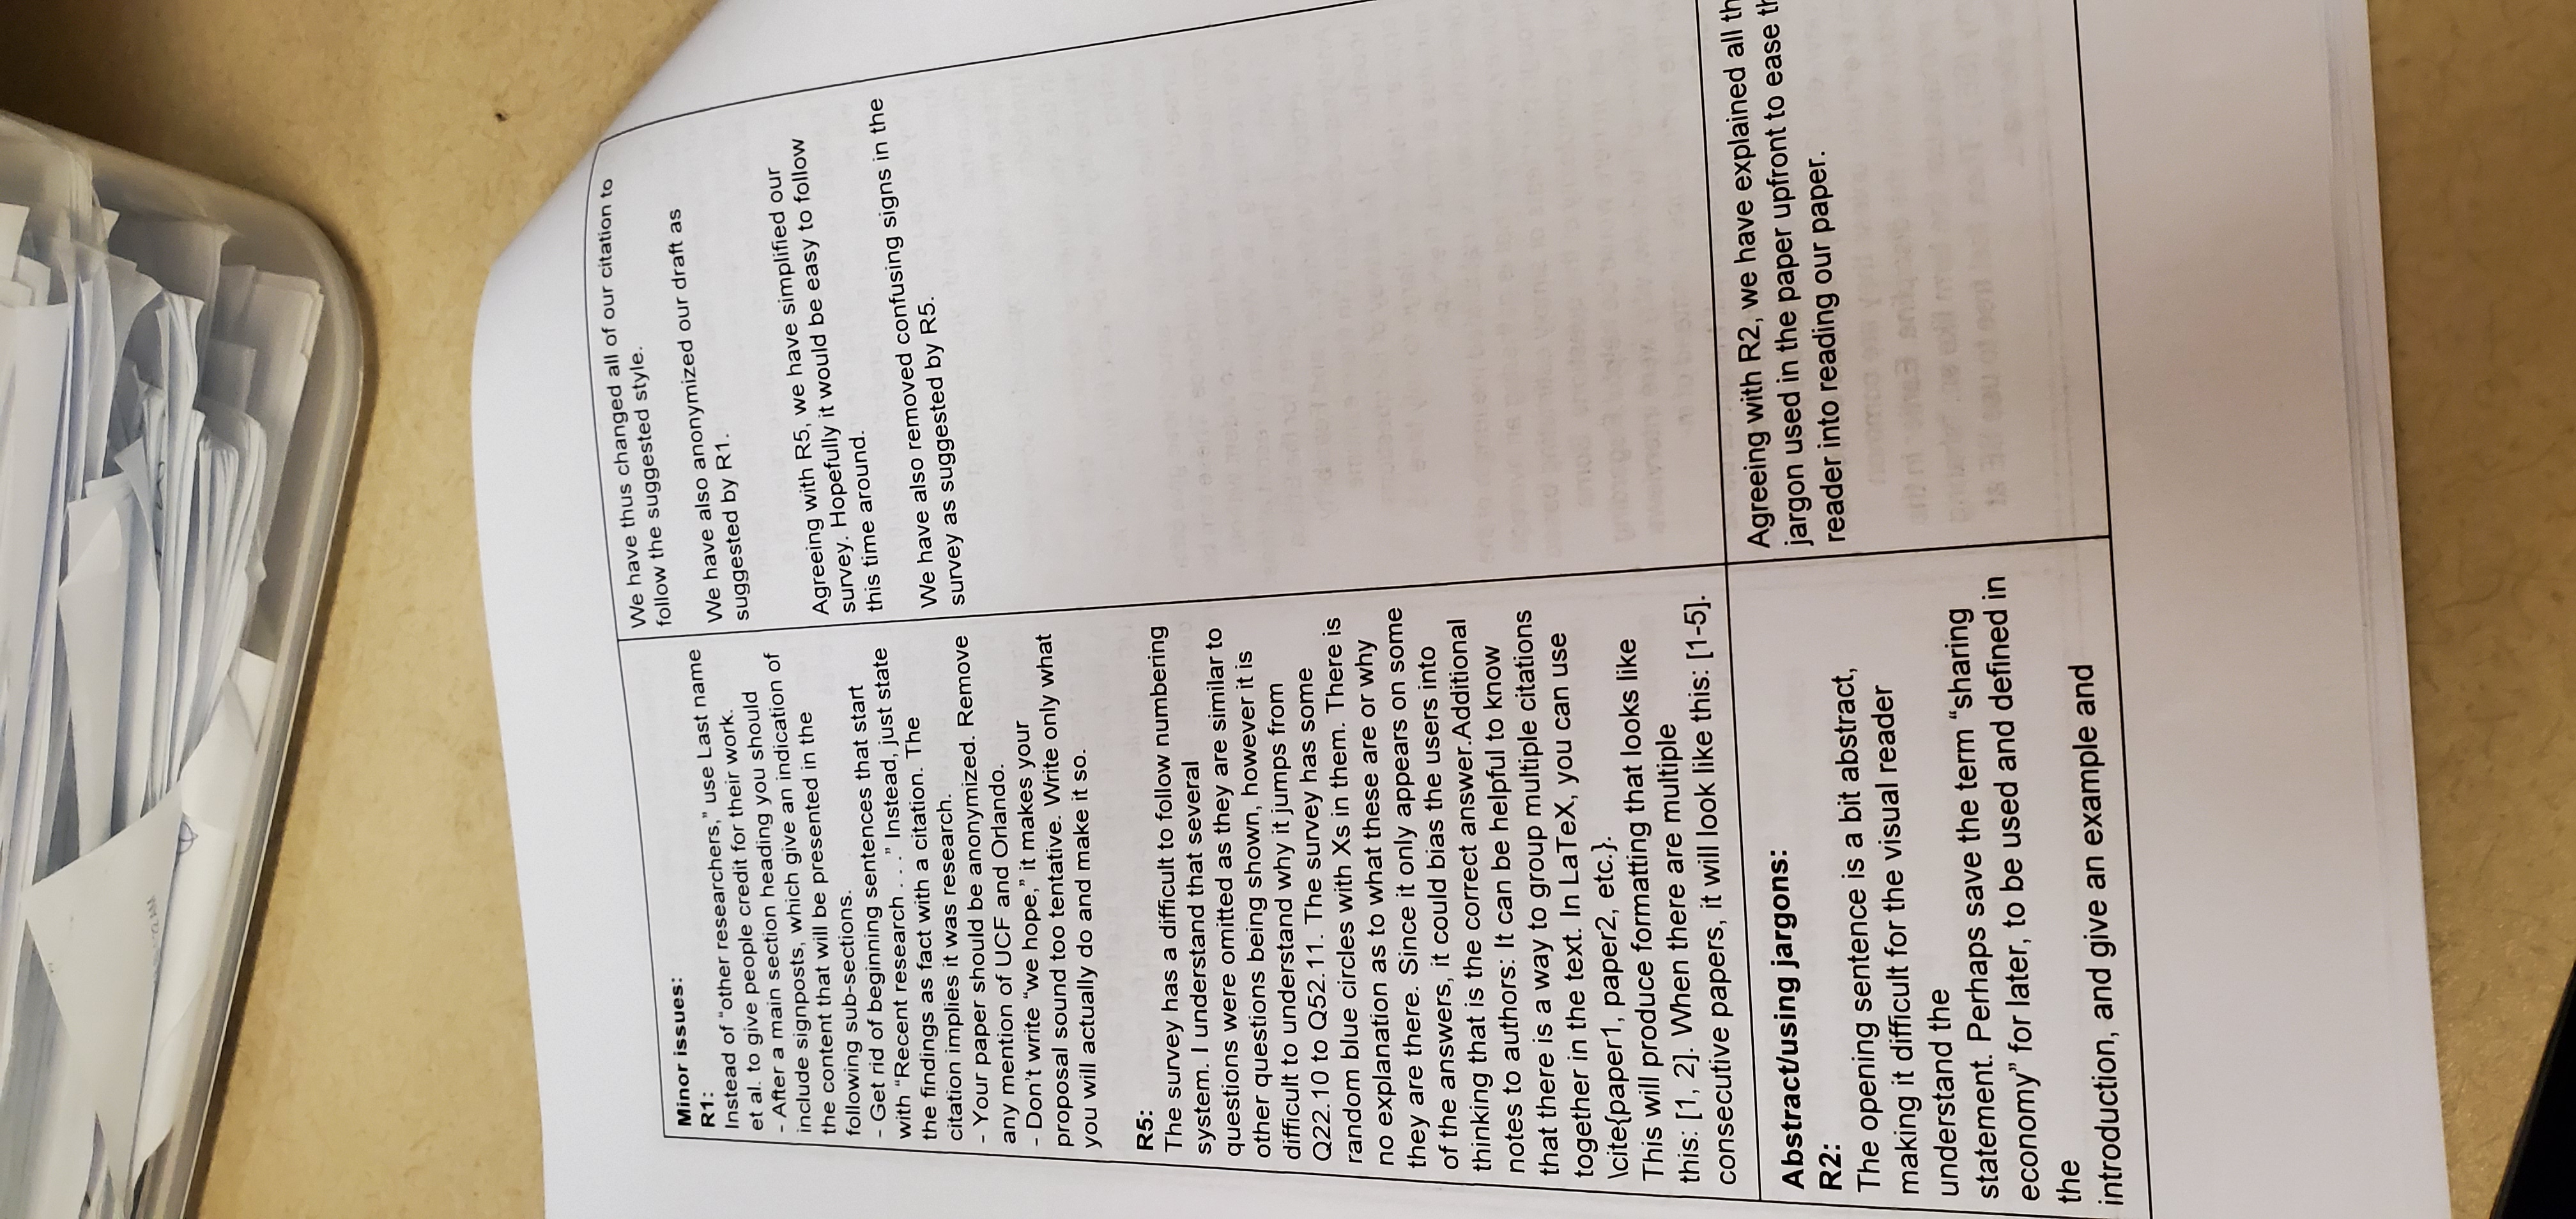 22 AM
Minor issues:
R1:
Instead of “other researchers,” use Last name
et al. to give people credit for their work.
- After a main section heading you should
include signposts, which give an indication of
the content that will be presented in the
following sub-sections.
- Get rid of beginning sentences that start
with “Recent research . . .” Instead, just state
the findings as fact with a citation. The
citation implies it was research.
- Your paper should be anonymized. Remove
any mention of UCF and Orlando.
- Don’t write “we hope,” it makes your
proposal sound too tentative. Write only what
you will actually do and make it so.
R5:
The survey has a difficult to follow numbering
system. I understand that several
questions were omitted as they are similar to
other questions being shown, however it is
difficult to understand why it jumps from
Q22.10 to Q52.11. The survey has some
random blue circles with Xs in them. There is
no explanation as to what these are or why
they are there. Since it only appears on some
of the answers, it could bias the users into
thinking that is the correct answer.Additional
notes to authors: It can be helpful to know
that there is a way to group multiple citations
together in the text. In LaTeX, you can use
\cite{paper1, paper2, etc.}.
This will produce formatting that looks like
this: [1, 2]. When there are multiple
consecutive papers, it will look like this: [1-5].
We have thus changed all of our citation to
follow the suggested style.
We have also anonymized our draft as
suggested by R1.
Agreeing with R5, we have simplified our
survey. Hopefully it would be easy to follow
this time around.
We have also removed confusing signs in the
survey as suggested by R5.
Abstract/using jargons:
R2:
The opening sentence is a bit abstract,
making it difficult for the visual reader
understand the
statement. Perhaps save the term “sharing
economy” for later, to be used and defined in
the
introduction, and give an example and
Agreeing with R2, we have explained all th
jargon used in the paper upfront to ease th
reader into reading our paper.